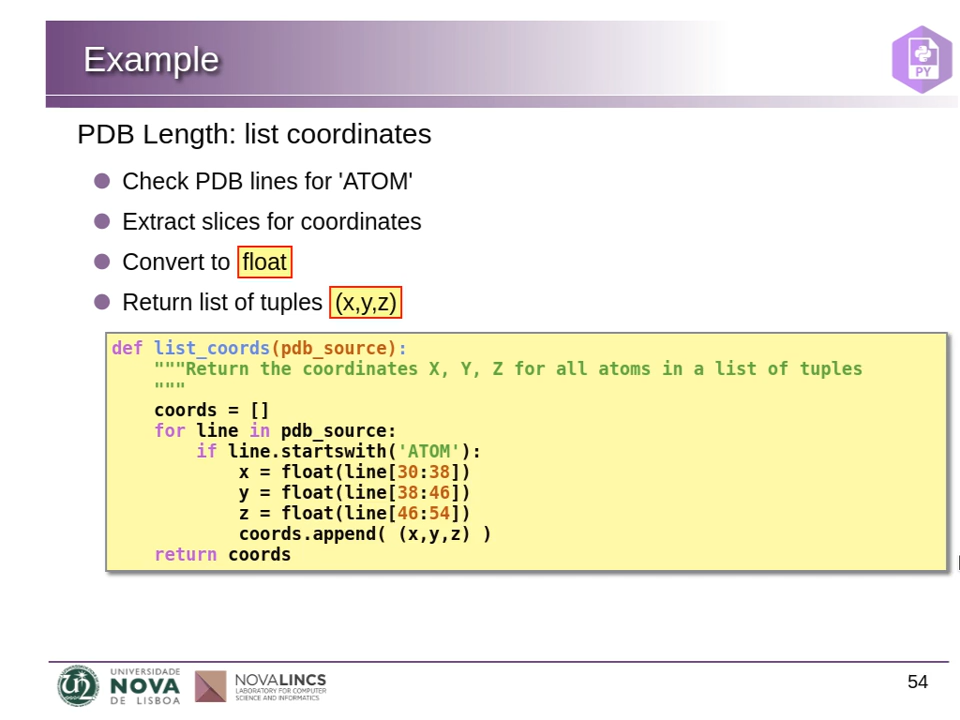 Example
PY
PDB Length: list coordinates
Check PDB lines for 'ATOM'
Extract slices for coordinates
Convert to float
Return list of tuples (x,y,z)
def list_coords(pdb_source):
    """Return the coordinates X, Y, Z for all atoms in a list of tuples
    """
    coords = []
    for line in pdb_source:
        if line.startswith('ATOM'):
            x = float(line[30:38])
            y = float(line[38:46])
            z = float(line[46:54])
            coords.append( (x,y,z) )
    return coords
UNIVERSIDADE
NOVA
DE LISBOA
NOVALINCS
LABORATORY FOR COMPUTER
SCIENCE AND INFORMATICS
54